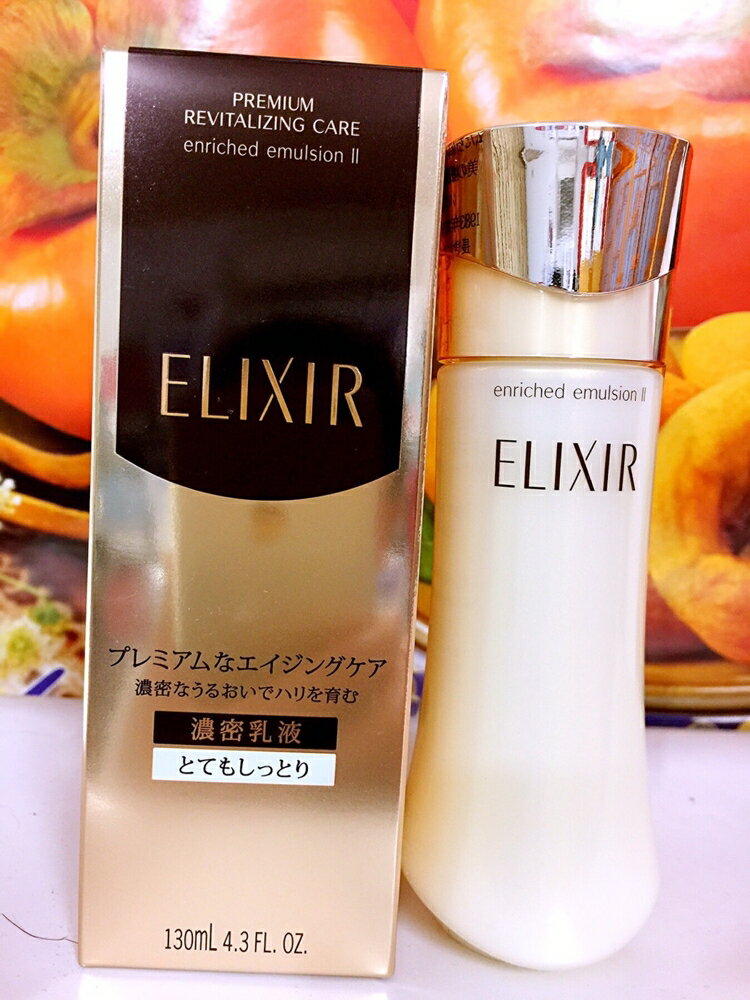 PREMIUM
REVITALIZING CARE
enriched emulsion II
ELIXIR
プレミアムなエイジングケア
濃密なうるおいでハリを育む
濃密乳液
とてもしっとり
130mL 4.3 FL. OZ.
enriched emulsion II
ELIXIR